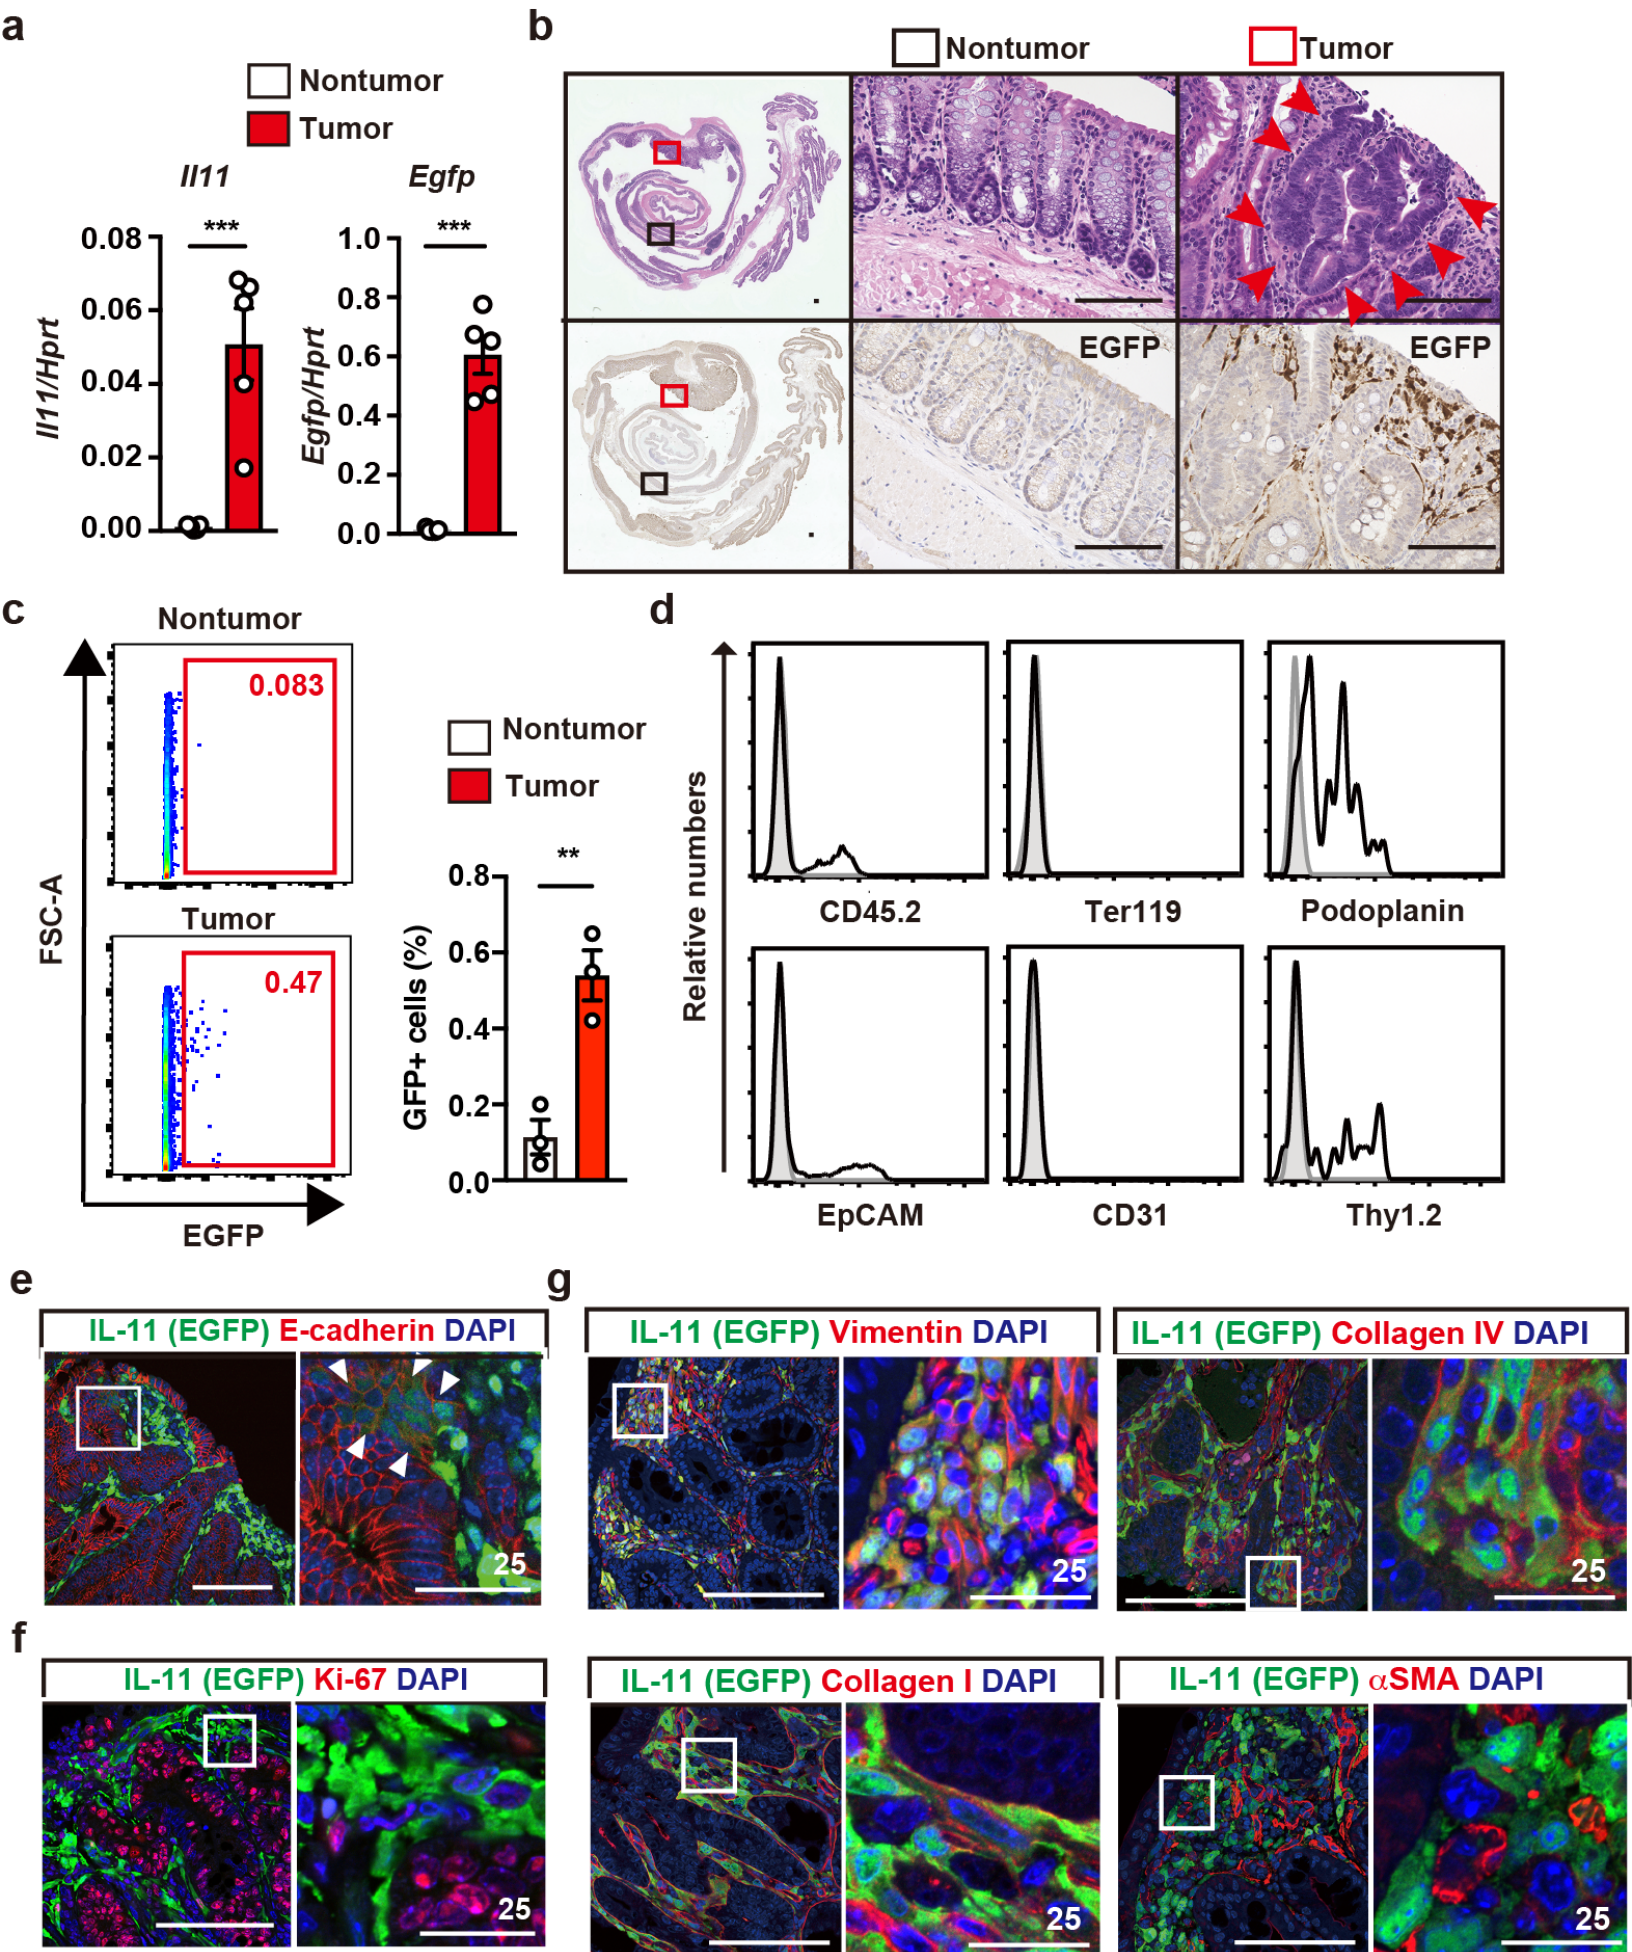 a
Nontumor
Tumor
Il11
***
Il11/Hprt
0.08
0.06
0.04
0.02
0.00
Egfp
***
Egfp/Hprt
1.0
0.8
0.6
0.4
0.2
0.0
b
Nontumor
Tumor
EGFP
EGFP
c
Nontumor
0.083
Tumor
0.47
FSC-A
EGFP
Nontumor
Tumor
**
GFP+ cells (%)
0.8
0.6
0.4
0.2
0.0
d
Relative numbers
CD45.2
Ter119
Podoplanin
EpCAM
CD31
Thy1.2
e
IL-11 (EGFP) E-cadherin DAPI
25
f
IL-11 (EGFP) Ki-67 DAPI
25
g
IL-11 (EGFP) Vimentin DAPI
25
IL-11 (EGFP) Collagen IV DAPI
25
IL-11 (EGFP) Collagen I DAPI
25
IL-11 (EGFP) αSMA DAPI
25